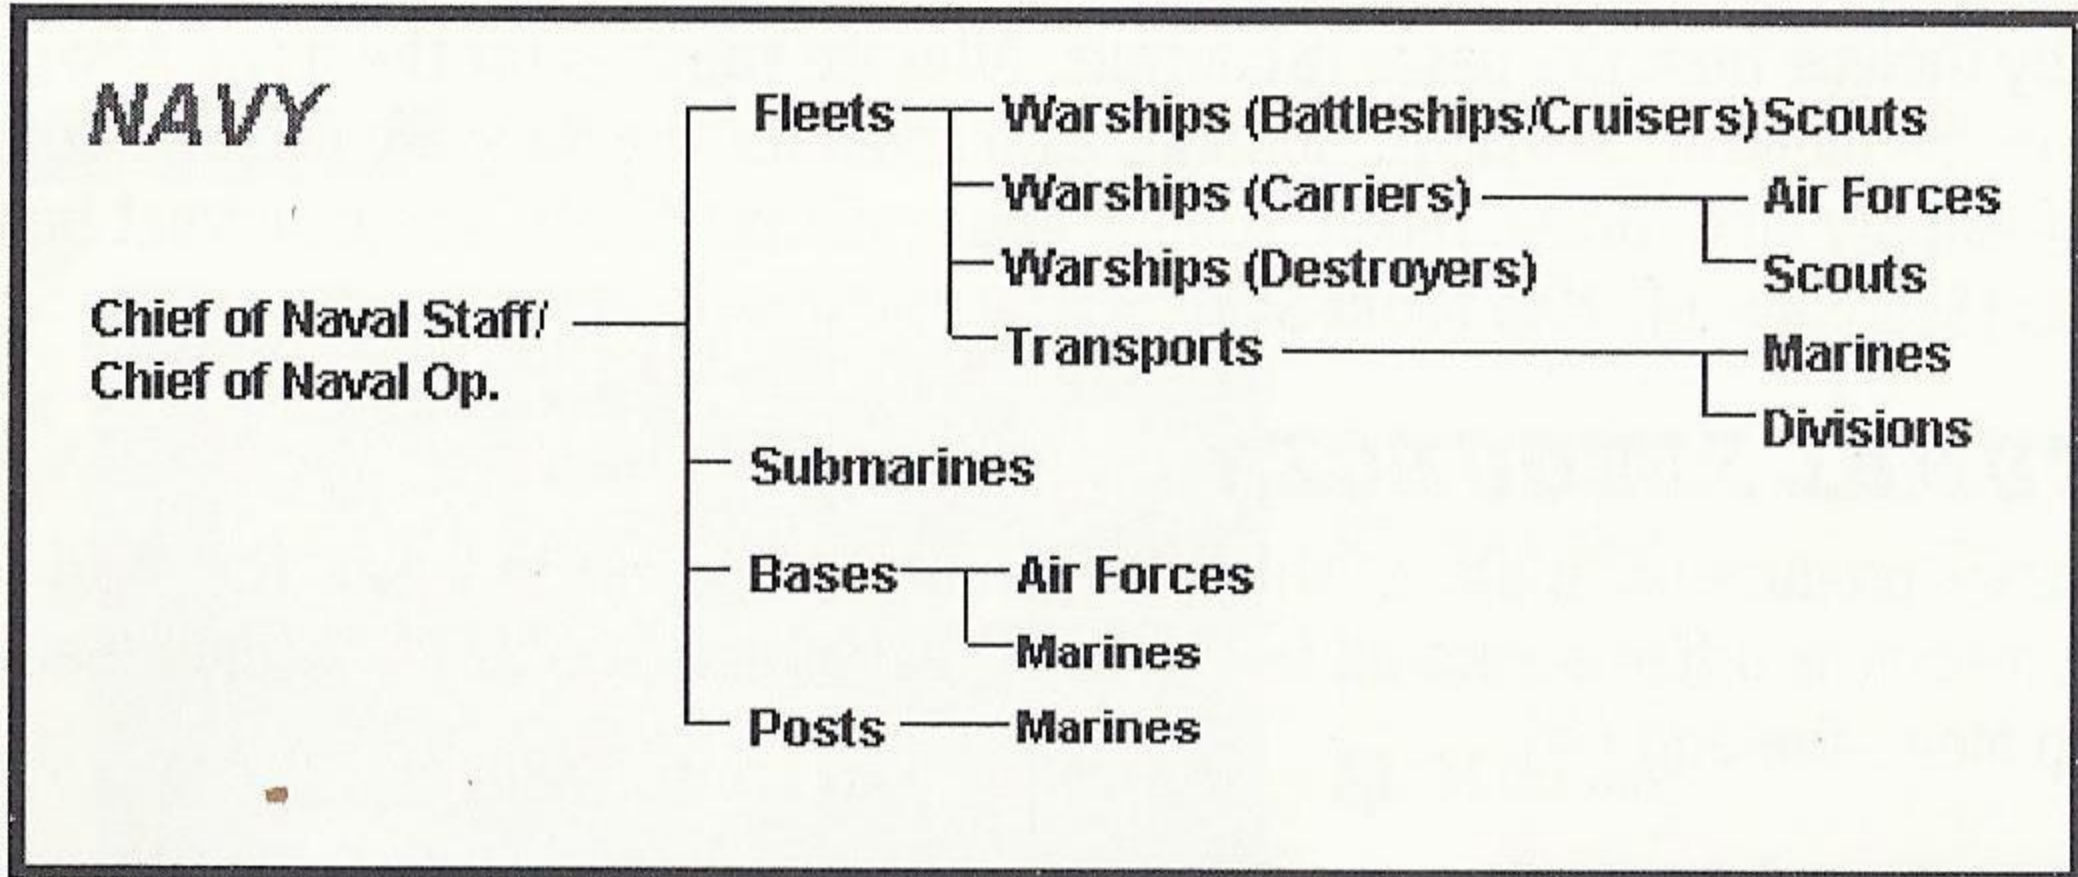 NAVY
Fleets Warships (Battleships/Cruisers) Scouts
Warships (Carriers) Air Forces
Warships (Destroyers) Scouts
Chief of Naval Staff/
Chief of Naval Op.
Transports Marines
Divisions
Submarines
Bases Air Forces
Marines
Posts Marines